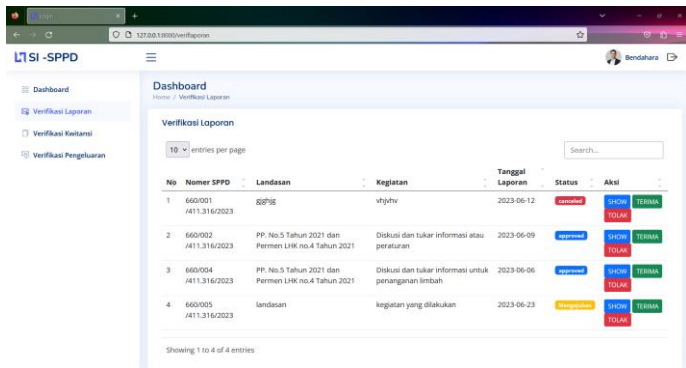 Login
127.0.0.1:8000/veriflaporan
SI -SPPD
Bendahara
Dashboard
Verifikasi Laporan
Verifikasi Kwitansi
Verifikasi Pengeluaran
Dashboard
Home / Verifikasi Laporan
Verifikasi Laporan
10 entries per page
Search...
No Nomer SPPD Landasan Kegiatan Tanggal Laporan Status Aksi
1 660/001 gjghjg vhjvhv 2023-06-12 canceled SHOW TERIMA
/411.316/2023 TOLAK
2 660/002 PP. No.5 Tahun 2021 dan Diskusi dan tukar informasi atau 2023-06-09 approved SHOW TERIMA
/411.316/2023 Permen LHK no.4 Tahun 2021 peraturan TOLAK
3 660/004 PP. No.5 Tahun 2021 dan Diskusi dan tukar informasi untuk 2023-06-06 approved SHOW TERIMA
/411.316/2023 Permen LHK no.4 Tahun 2021 penanganan limbah TOLAK
4 660/005 landasan kegiatan yang dilakukan 2023-06-23 Mengajukan SHOW TERIMA
/411.316/2023 TOLAK
Showing 1 to 4 of 4 entries